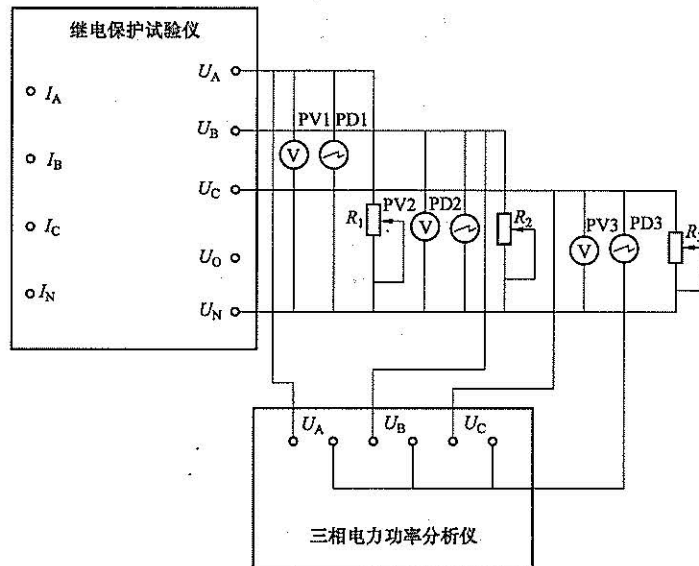 继电保护试验仪
U_A
I_A
PV1 PD1
U_B
V
I_B
U_C
PV2 PD2
R_1
R_2
PV3 PD3
R
I_C
V
V
U_O
I_N
U_N
U_A U_B U_C
三相电力功率分析仪